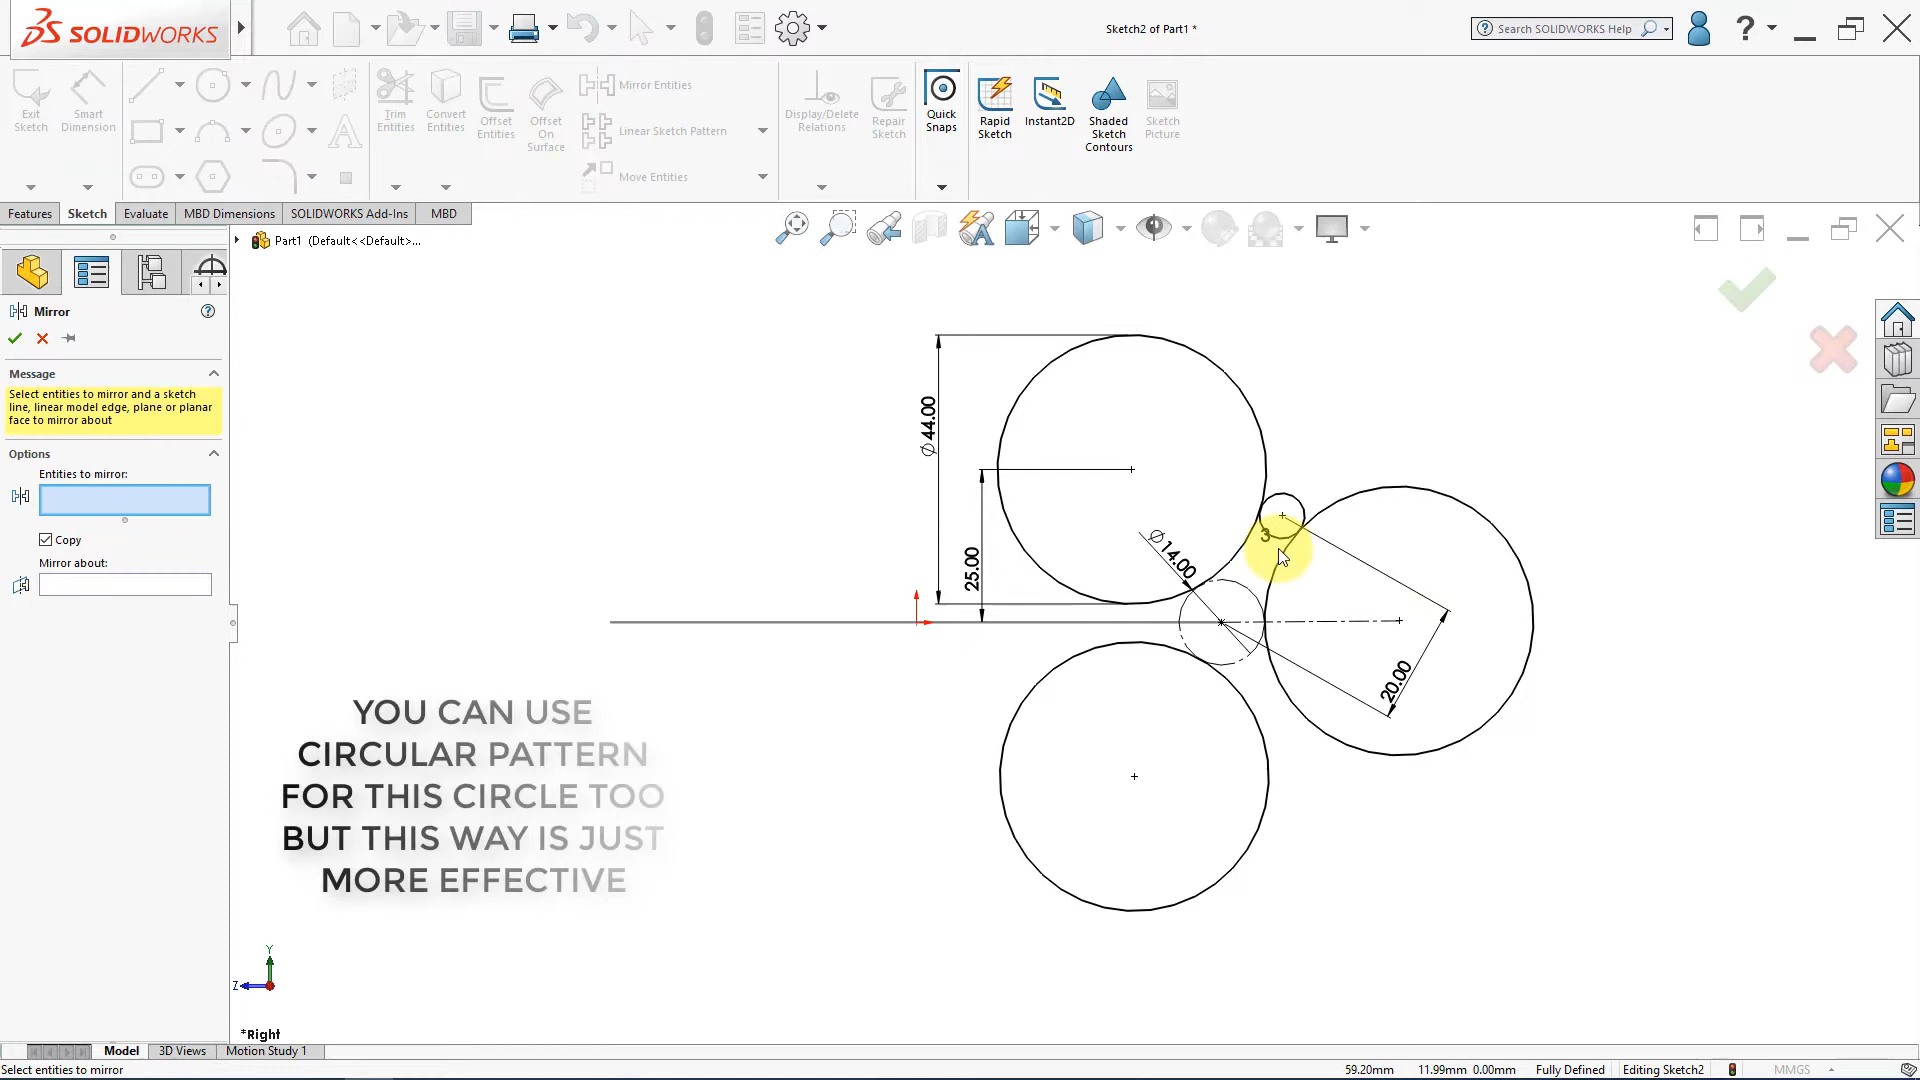 SOLIDWORKS
Sketch2 of Part1 *
Search SOLIDWORKS Help
Exit Sketch
Smart Dimension
Trim Entities
Convert Entities
Offset Entities
Offset On Surface
Mirror Entities
Linear Sketch Pattern
Move Entities
Display/Delete Relations
Repair Sketch
Quick Snaps
Rapid Sketch
Instant2D
Shaded Sketch Contours
Sketch Picture
Features
Sketch
Evaluate
MBD Dimensions
SOLIDWORKS Add-Ins
MBD
Part1 (Default<<Default>...
Mirror
Message
Select entities to mirror and a sketch
line, linear model edge, plane or planar
face to mirror about
Options
Entities to mirror:
Copy
Mirror about:
Ø44.00
25.00
Ø14.00
3
20.00
YOU CAN USE
CIRCULAR PATTERN
FOR THIS CIRCLE TOO
BUT THIS WAY IS JUST
MORE EFFECTIVE
Y
Z
*Right
Model
3D Views
Motion Study 1
Select entities to mirror
59.20mm
11.99mm
0.00mm
Fully Defined
Editing Sketch2
MMGS